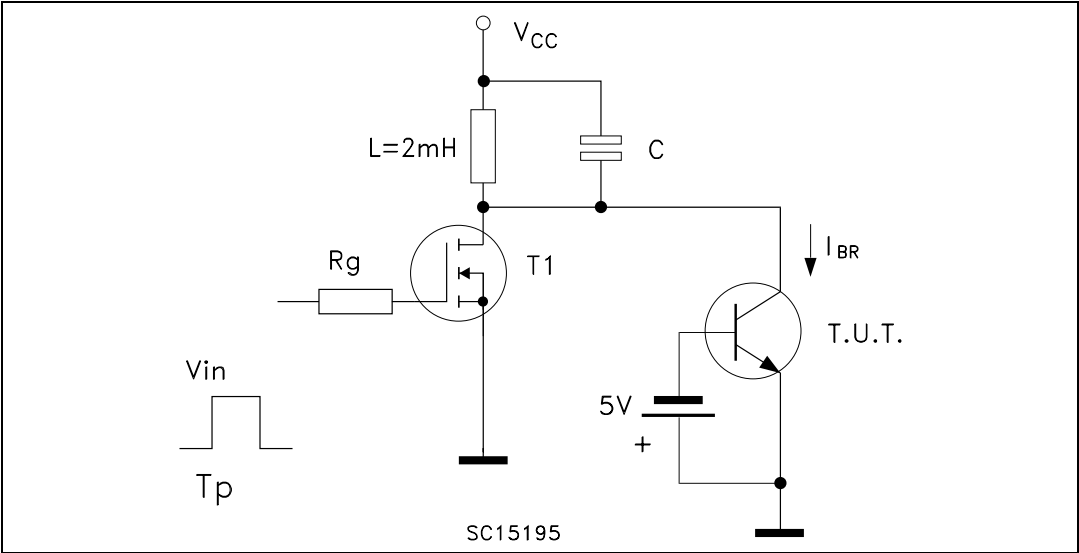 VCC
L=2mH
C
Rg
T1
IBR
T.U.T.
Vin
5V
+
Tp
SC15195